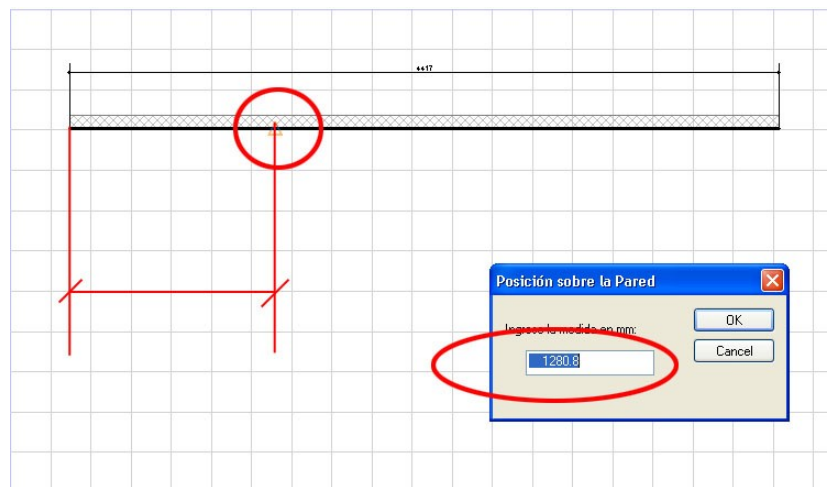 4417
Posición sobre la Pared
Ingrese la medida en mm:
OK
1280.8
Cancel